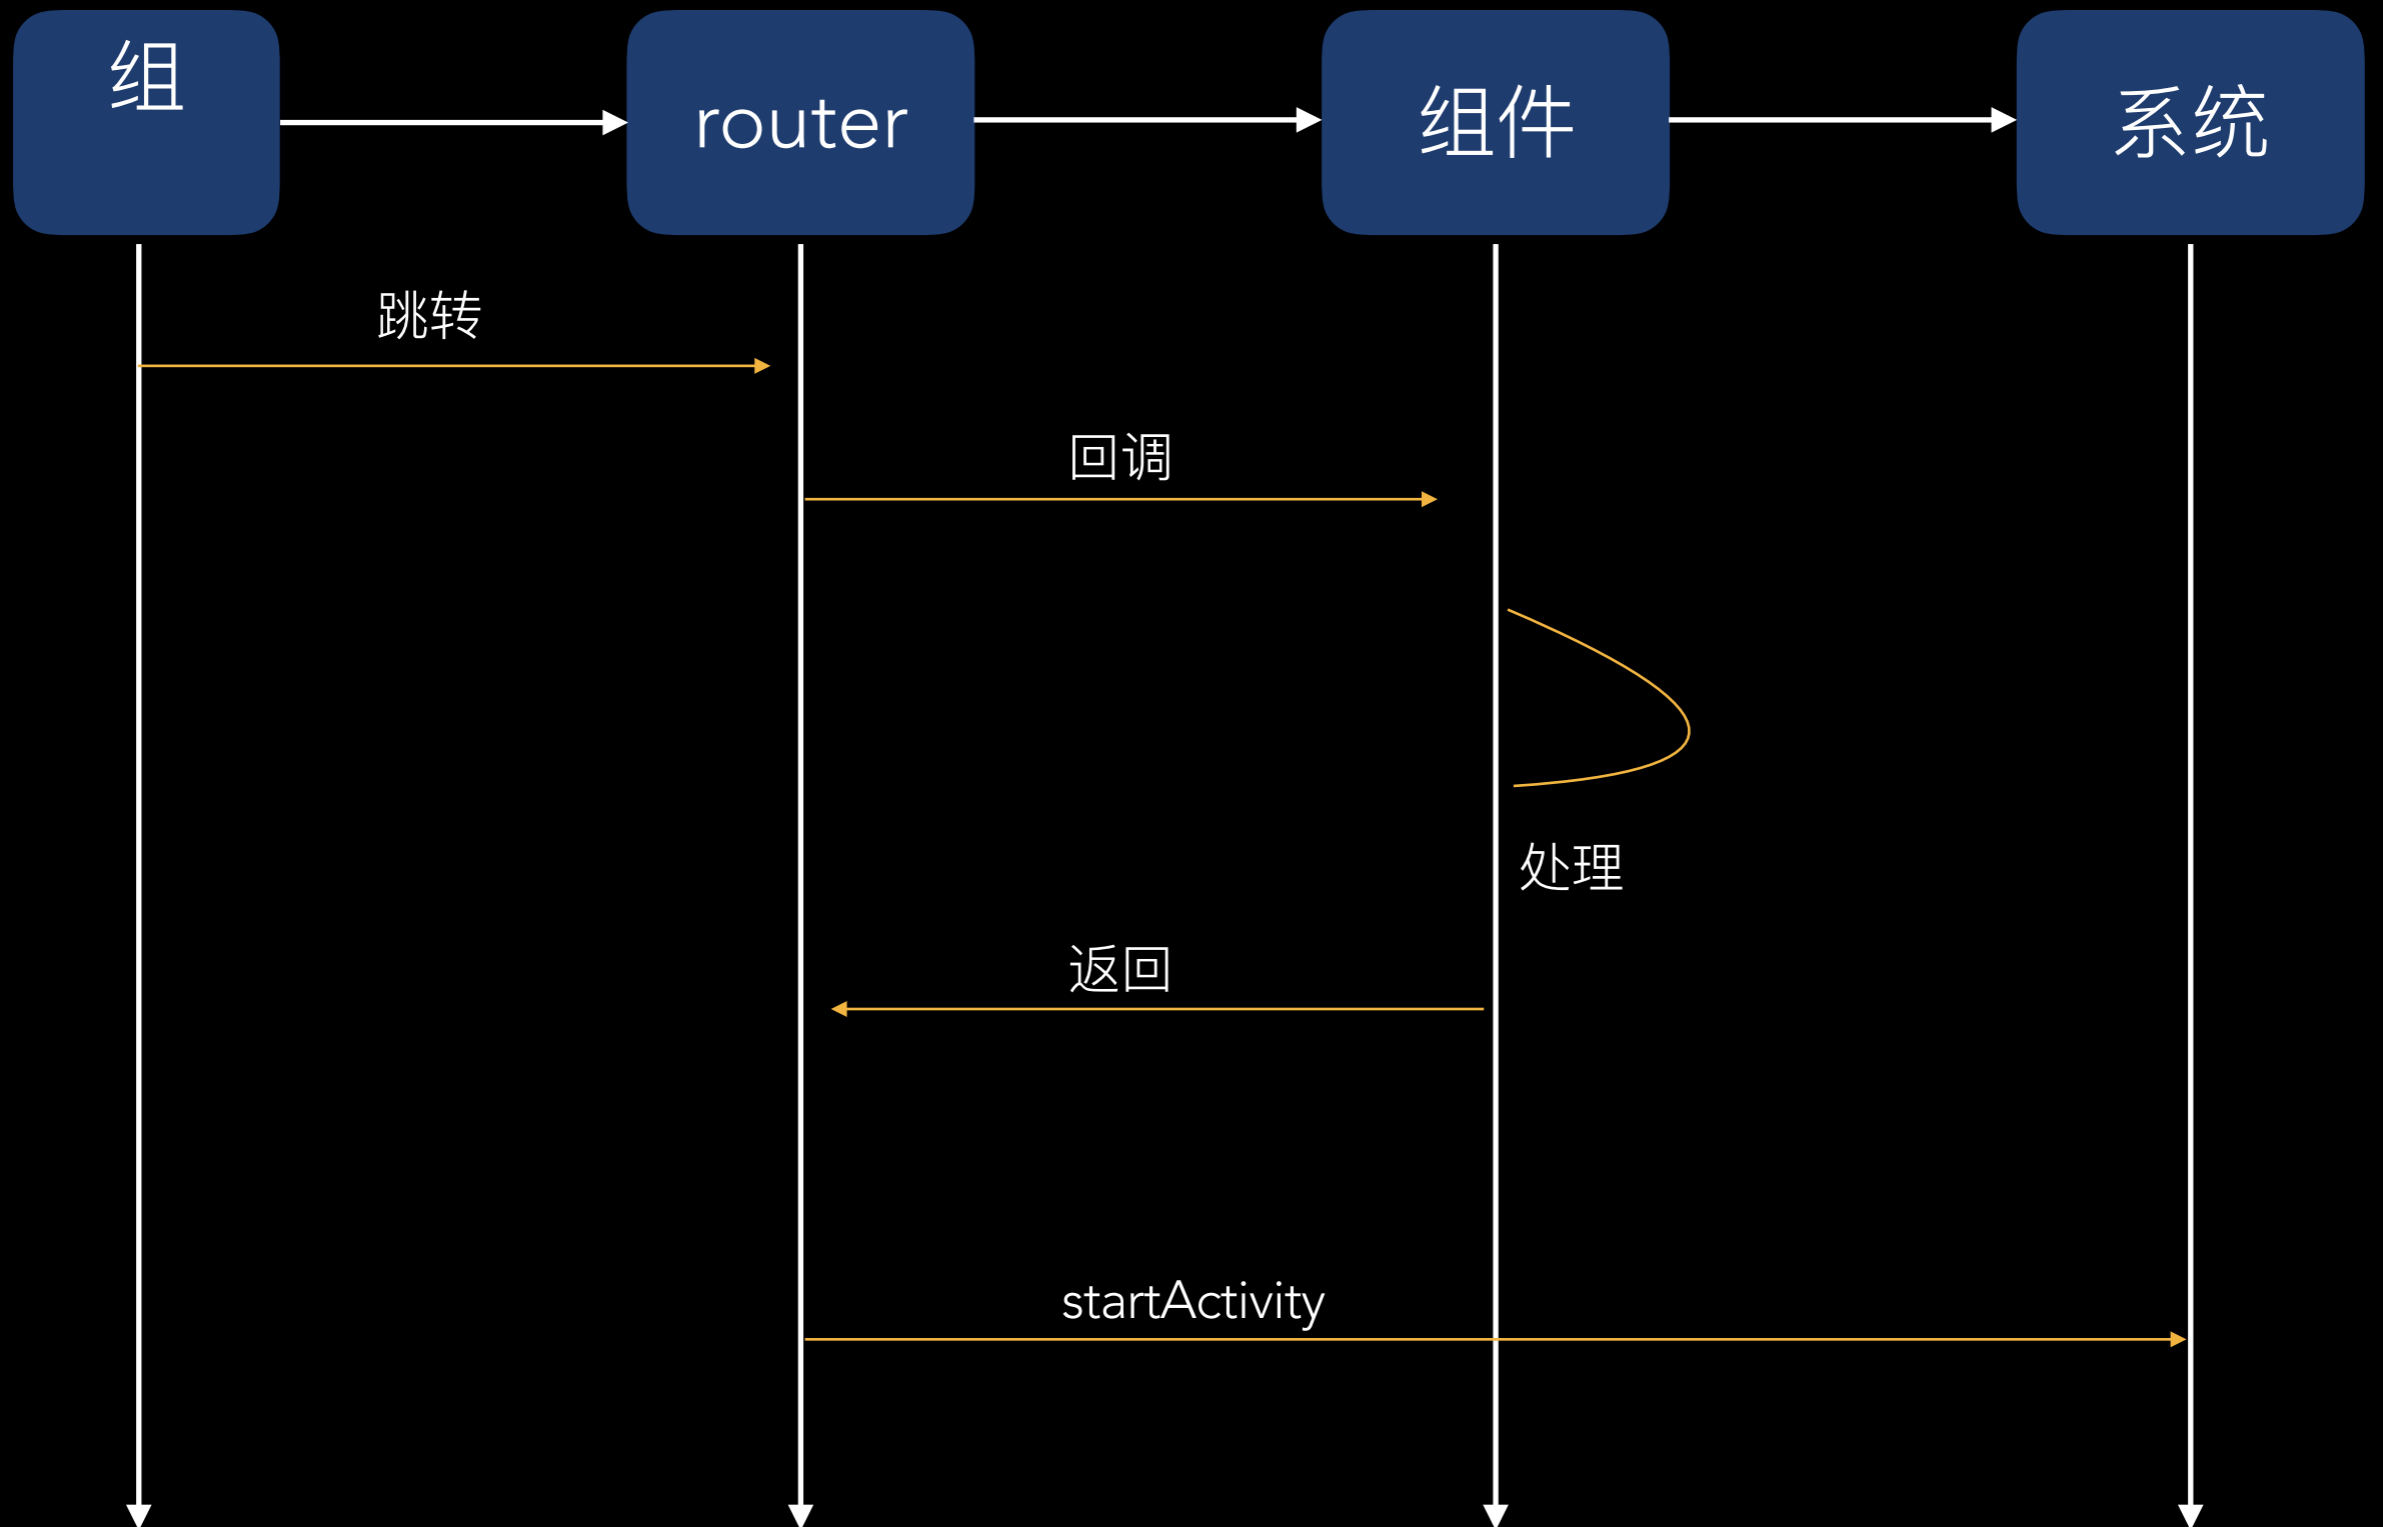 组
router
组件
系统
跳转
回调
处理
返回
startActivity